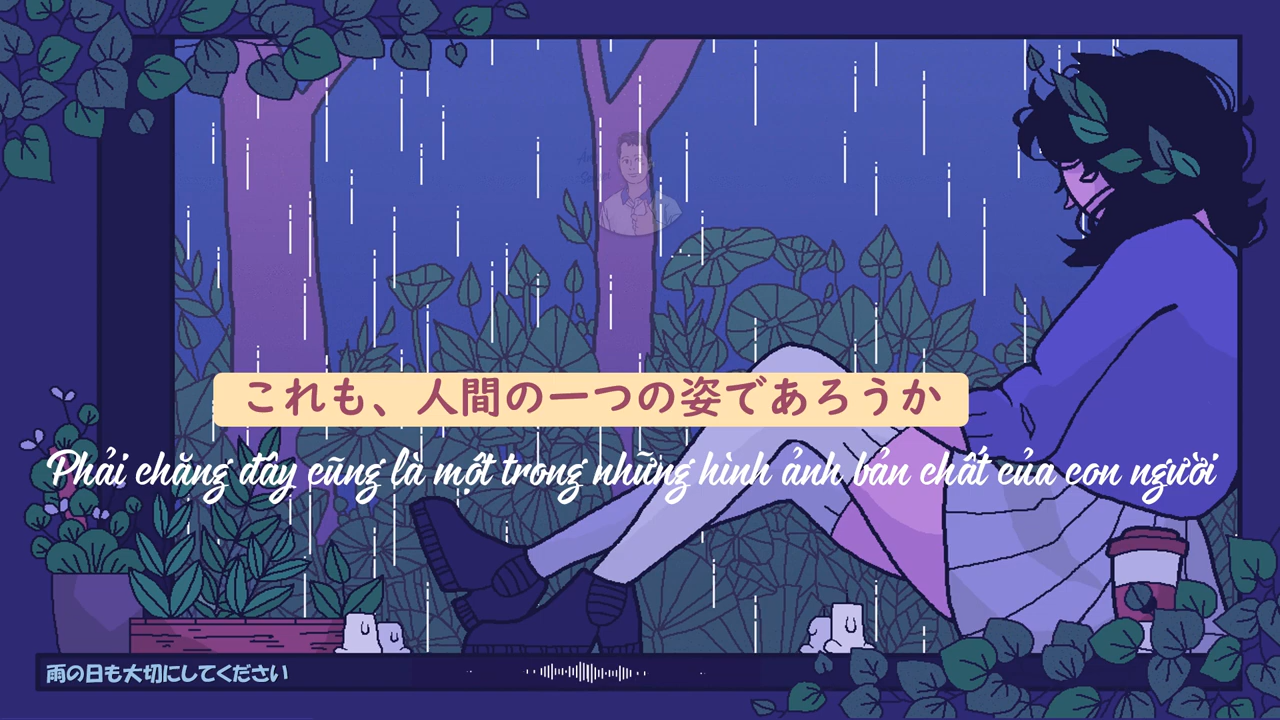 これも、人間の一つの姿であろうか
Phải chăng đây cũng là một trong những hình ảnh bản chất của con người
雨の日も大切にしてください